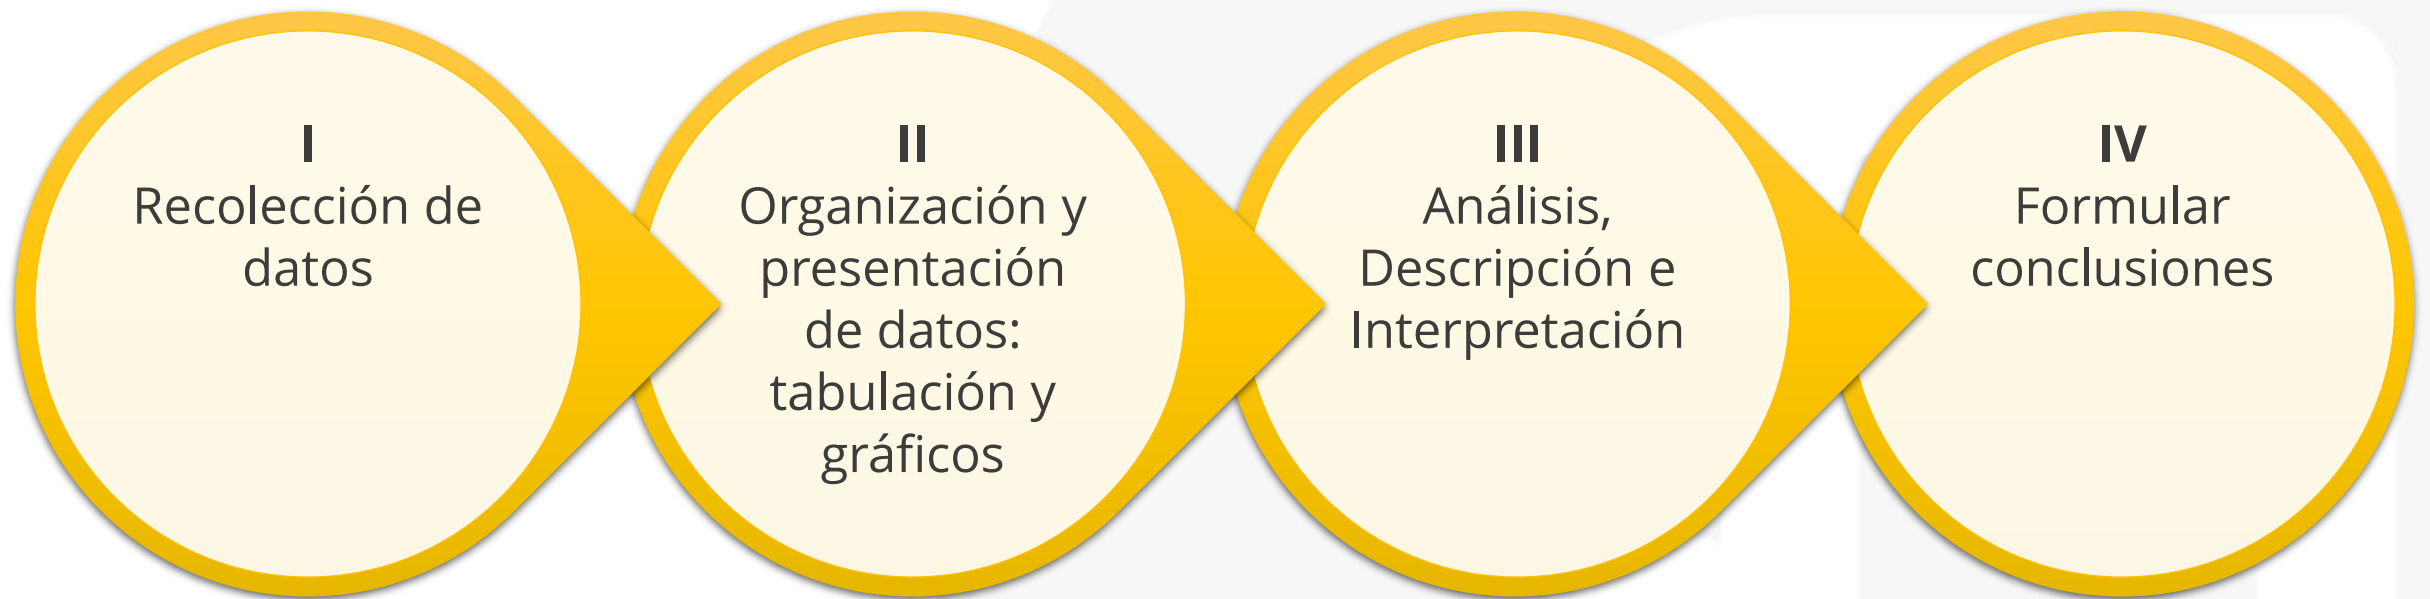 I
Recolección de
datos
II
Organización y
presentación
de datos:
tabulación y
gráficos
III
Análisis,
Descripción e
Interpretación
IV
Formular
conclusiones